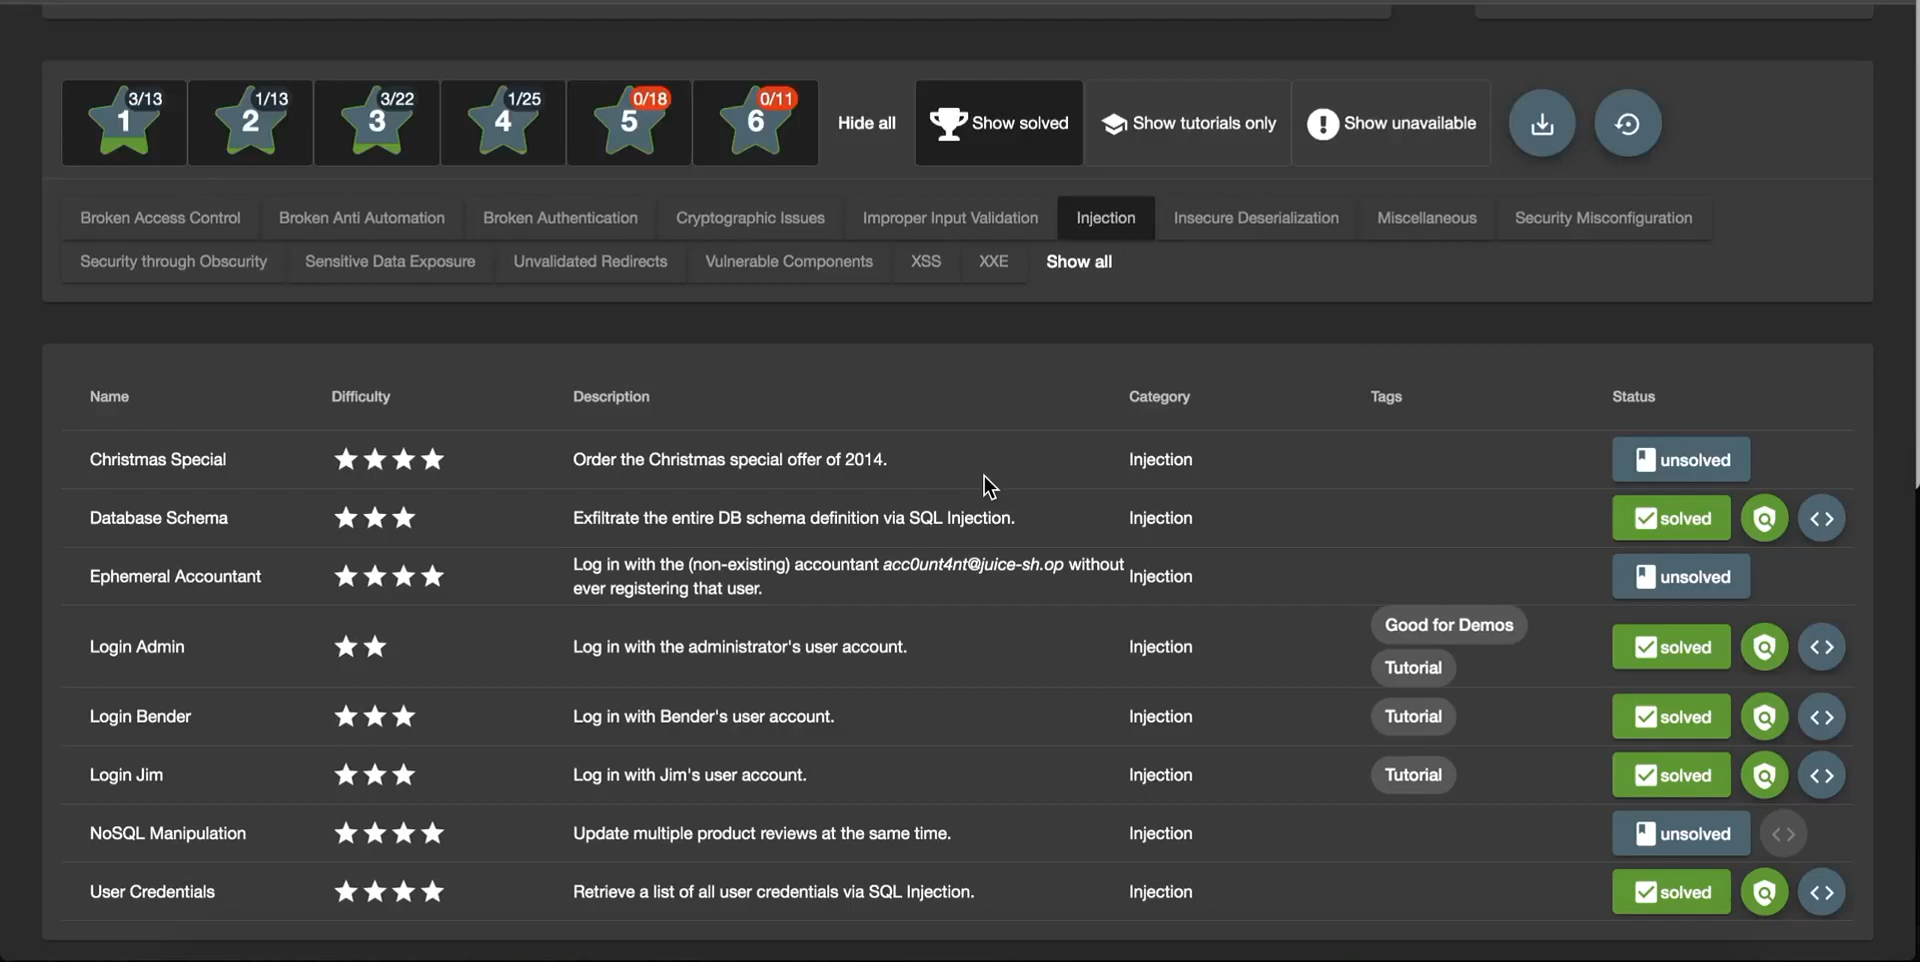 3/13 1/13 3/22 1/25 0/18 0/11
1 2 3 4 5 6 Hide all Show solved Show tutorials only Show unavailable
Broken Access Control Broken Anti Automation Broken Authentication Cryptographic Issues Improper Input Validation Injection Insecure Deserialization Miscellaneous Security Misconfiguration
Security through Obscurity Sensitive Data Exposure Unvalidated Redirects Vulnerable Components XSS XXE Show all
Name Difficulty Description Category Tags Status
Christmas Special Order the Christmas special offer of 2014. Injection unsolved
Database Schema Exfiltrate the entire DB schema definition via SQL Injection. Injection solved
Ephemeral Accountant Log in with the (non-existing) accountant acc0unt4nt@juice-sh.op without
ever registering that user. Injection unsolved
Login Admin Log in with the administrator's user account. Injection Good for Demos
Tutorial solved
Login Bender Log in with Bender's user account. Injection Tutorial solved
Login Jim Log in with Jim's user account. Injection Tutorial solved
NoSQL Manipulation Update multiple product reviews at the same time. Injection unsolved
User Credentials Retrieve a list of all user credentials via SQL Injection. Injection solved